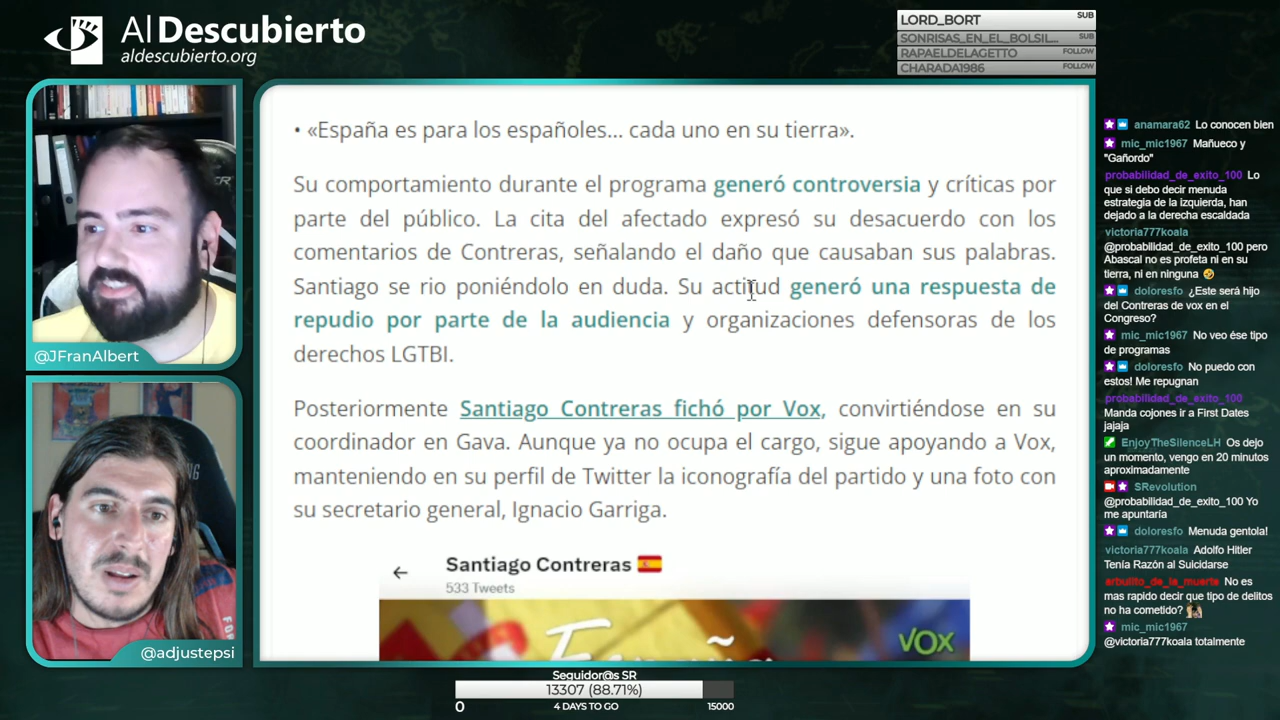 Al Descubierto
aldescubierto.org
LORD_BORT SUB
SONRISAS_EN_EL_BOLSIL... SUB
RAPAELDELAGETTO FOLLOW
CHARADA1986 FOLLOW
@JFranAlbert
@adjustepsi
• «España es para los españoles... cada uno en su tierra».
Su comportamiento durante el programa generó controversia y críticas por
parte del público. La cita del afectado expresó su desacuerdo con los
comentarios de Contreras, señalando el daño que causaban sus palabras.
Santiago se rio poniéndolo en duda. Su actitud generó una respuesta de
repudio por parte de la audiencia y organizaciones defensoras de los
derechos LGTBI.
Posteriormente Santiago Contreras fichó por Vox, convirtiéndose en su
coordinador en Gava. Aunque ya no ocupa el cargo, sigue apoyando a Vox,
manteniendo en su perfil de Twitter la iconografía del partido y una foto con
su secretario general, Ignacio Garriga.
Santiago Contreras
533 Tweets
VOX
anamara62 Lo conocen bien
mic_mic1967 Mañueco y
"Gañordo"
probabilidad_de_exito_100 Lo
que si debo decir menuda
estrategia de la izquierda, han
dejado a la derecha escaldada
victoria777koala
@probabilidad_de_exito_100 pero
Abascal no es profeta ni en su
tierra, ni en ninguna
doloresfo ¿Este será hijo
del Contreras de vox en el
Congreso?
mic_mic1967 No veo ése tipo
de programas
doloresfo No puedo con
estos! Me repugnan
probabilidad_de_exito_100
Manda cojones ir a First Dates
jajaja
EnjoyTheSilenceLH Os dejo
un momento, vengo en 20 minutos
aproximadamente
SRevolution
@probabilidad_de_exito_100 Yo
me apuntaría
doloresfo Menuda gentola!
victoria777koala Adolfo Hitler
Tenía Razón al Suicidarse
arbulito_de_la_muerte No es
mas rapido decir que tipo de delitos
no ha cometido?
mic_mic1967
@victoria777koala totalmente
Seguidor@s SR
13307 (88.71%)
0 4 DAYS TO GO 15000